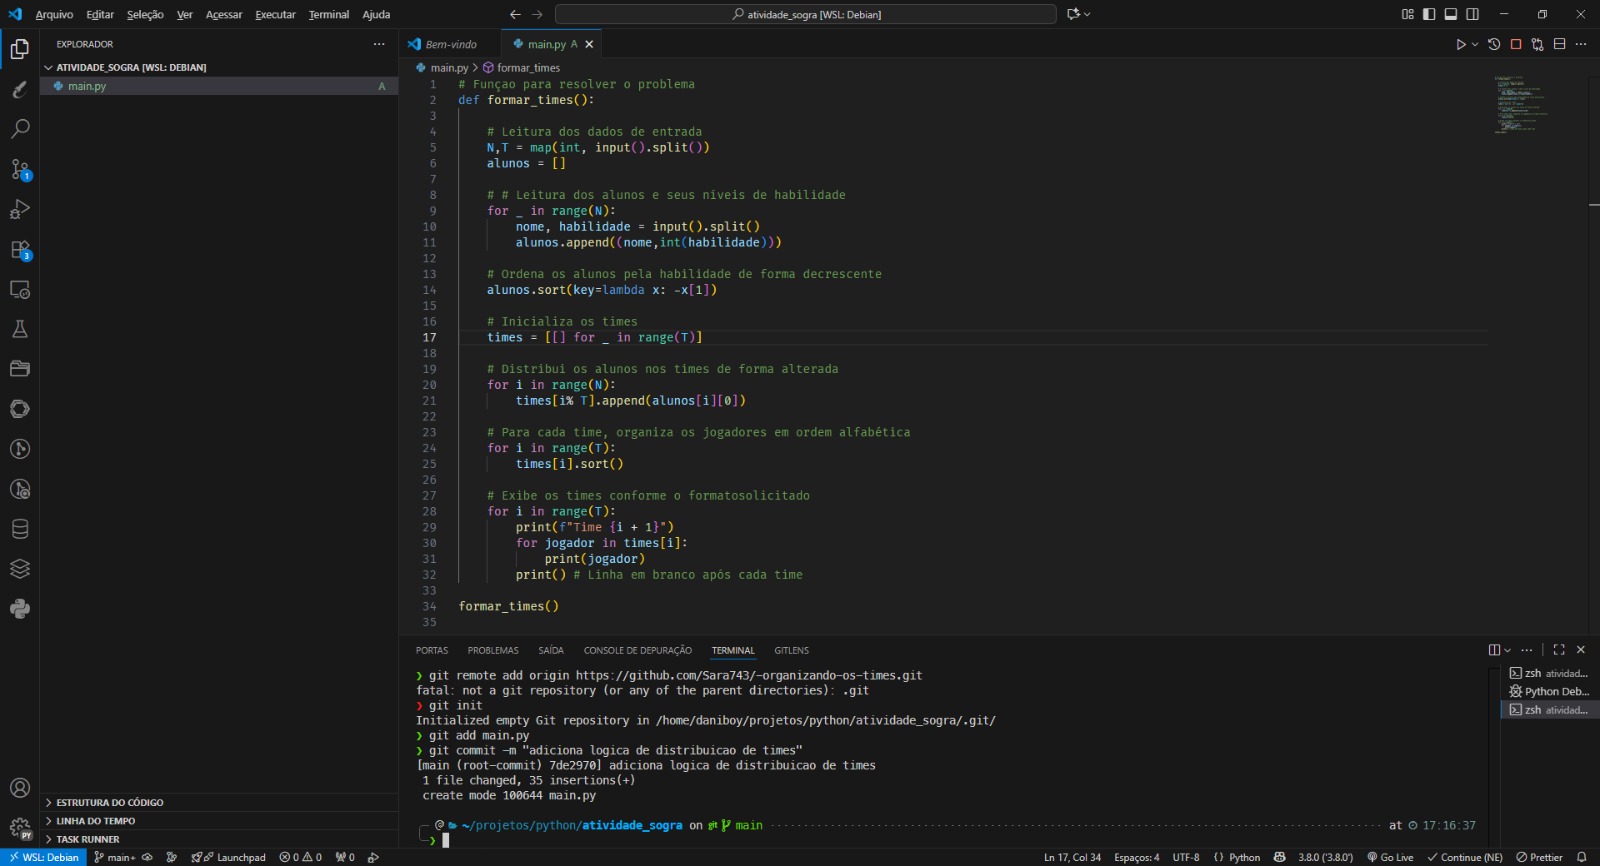 Arquivo Editar Seleção Ver Acessar Executar Terminal Ajuda
atividade_sogra [WSL: Debian]
EXPLORADOR
Bem-vindo
main.py A
ATIVIDADE_SOGRA [WSL: DEBIAN]
main.py A
main.py > formar_times
1 # Funçao para resolver o problema
2 def formar_times():
3
4 # Leitura dos dados de entrada
5 N,T = map(int, input().split())
6 alunos = []
7
8 # # Leitura dos alunos e seus niveis de habilidade
9 for _ in range(N):
10 nome, habilidade = input().split()
11 alunos.append((nome,int(habilidade)))
12
13 # Ordena os alunos pela habilidade de forma decrescente
14 alunos.sort(key=lambda x: -x[1])
15
16 # Inicializa os times
17 times = [[] for _ in range(T)]
18
19 # Distribui os alunos nos times de forma alterada
20 for i in range(N):
21 times[i% T].append(alunos[i][0])
22
23 # Para cada time, organiza os jogadores em ordem alfabética
24 for i in range(T):
25 times[i].sort()
26
27 # Exibe os times conforme o formatosolicitado
28 for i in range(T):
29 print(f"Time {i + 1}")
30 for jogador in times[i]:
31 print(jogador)
32 print() # Linha em branco após cada time
33
34 formar_times()
35
1
3
PORTAS PROBLEMAS SAÍDA CONSOLE DE DEPURAÇÃO TERMINAL GITLENS
❯ git remote add origin https://github.com/Sara743/-organizando-os-times.git
fatal: not a git repository (or any of the parent directories): .git
❯ git init
Initialized empty Git repository in /home/daniboy/projetos/python/atividade_sogra/.git/
❯ git add main.py
❯ git commit -m "adiciona logica de distribuicao de times"
[main (root-commit) 7de2970] adiciona logica de distribuicao de times
1 file changed, 35 insertions(+)
create mode 100644 main.py
~/projetos/python/atividade_sogra on git main at 17:16:37
❯
zsh atividad...
Python Deb...
zsh atividad...
ESTRUTURA DO CÓDIGO
LINHA DO TEMPO
TASK RUNNER
PY
WSL: Debian main+ Launchpad 0 0 0 Ln 17, Col 34 Espaços: 4 UTF-8 {} Python 3.8.0 ('3.8.0') Go Live Continue (NE) Prettier